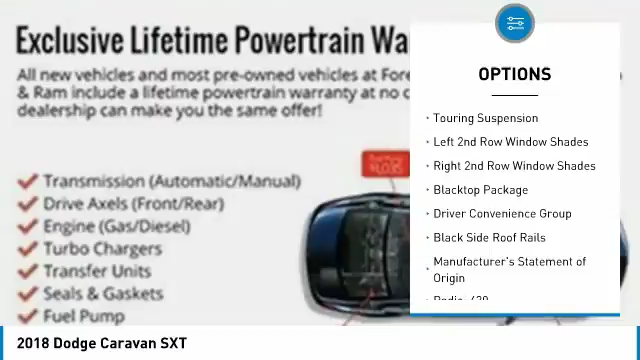 Exclusive Lifetime Powertrain Wa
All new vehicles and most pre-owned vehicles at Fore
& Ram include a lifetime powertrain warranty at no c
dealership can make you the same offer!
Transmission (Automatic/Manual)
Drive Axels (Front/Rear)
Engine (Gas/Diesel)
Turbo Chargers
Transfer Units
Seals & Gaskets
Fuel Pump
OPTIONS
Touring Suspension
Left 2nd Row Window Shades
Right 2nd Row Window Shades
Blacktop Package
Driver Convenience Group
Black Side Roof Rails
Manufacturer's Statement of
Origin
2018 Dodge Caravan SXT